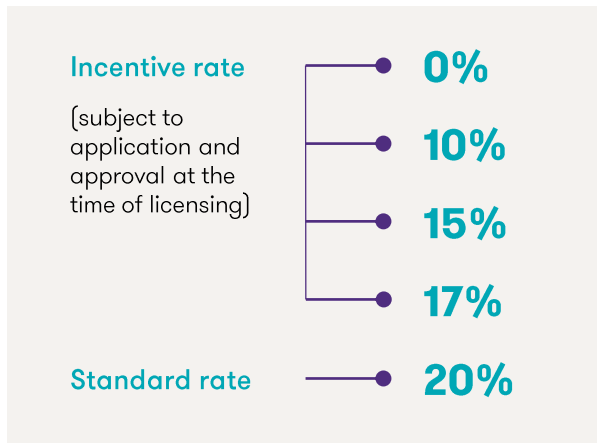 Incentive rate
(subject to
application and
approval at the
time of licensing)
0%
10%
15%
17%
Standard rate
20%